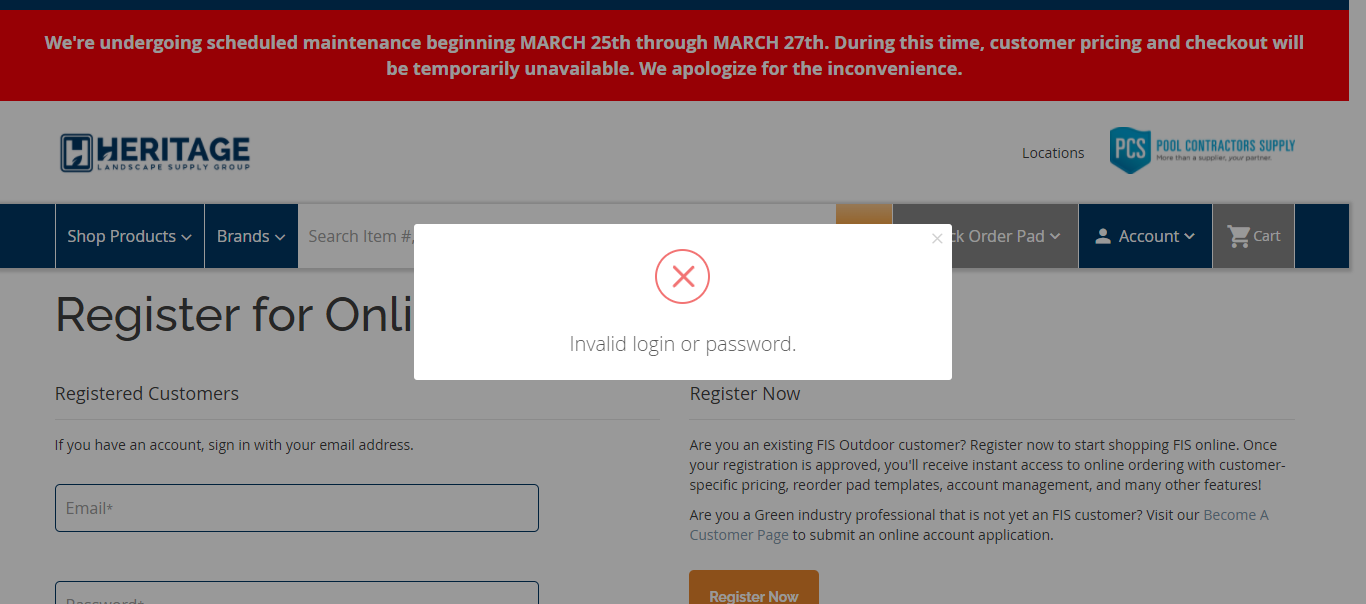 We're undergoing scheduled maintenance beginning MARCH 25th through MARCH 27th. During this time, customer pricing and checkout will
be temporarily unavailable. We apologize for the inconvenience.
HERITAGE
LANDSCAPE SUPPLY GROUP
Locations
PCS POOL CONTRACTORS SUPPLY
More than a supplier, your partner.
Shop Products
Brands
Search Item #,
ck Order Pad
Account
Cart
Register for Onli
Invalid login or password.
Registered Customers
If you have an account, sign in with your email address.
Email*
Password*
Register Now
Are you an existing FIS Outdoor customer? Register now to start shopping FIS online. Once
your registration is approved, you'll receive instant access to online ordering with customer-
specific pricing, reorder pad templates, account management, and many other features!
Are you a Green industry professional that is not yet an FIS customer? Visit our Become A
Customer Page to submit an online account application.
Register Now